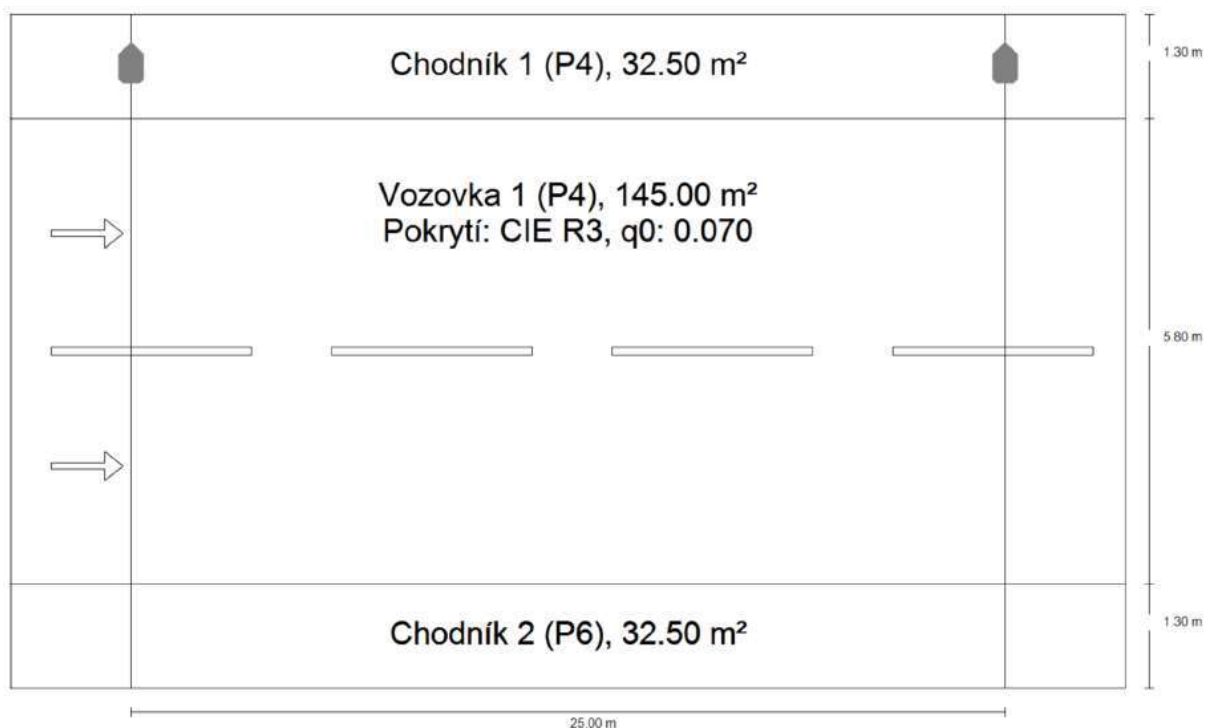 Chodník 1 (P4), 32.50 m²
1.30 m
Vozovka 1 (P4), 145.00 m²
Pokrytí: CIE R3, q0: 0.070
5.80 m
Chodník 2 (P6), 32.50 m²
1.30 m
25.00 m